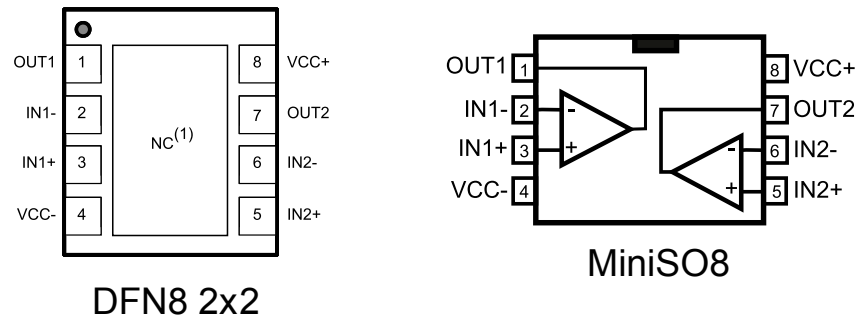 OUT1 1 8 VCC+
IN1- 2 7 OUT2
NC(1)
IN1+ 3 6 IN2-
VCC- 4 5 IN2+
DFN8 2x2
OUT1 1 8 VCC+
IN1- 2 - 7 OUT2
IN1+ 3 + - 6 IN2-
VCC- 4 + 5 IN2+
MiniSO8